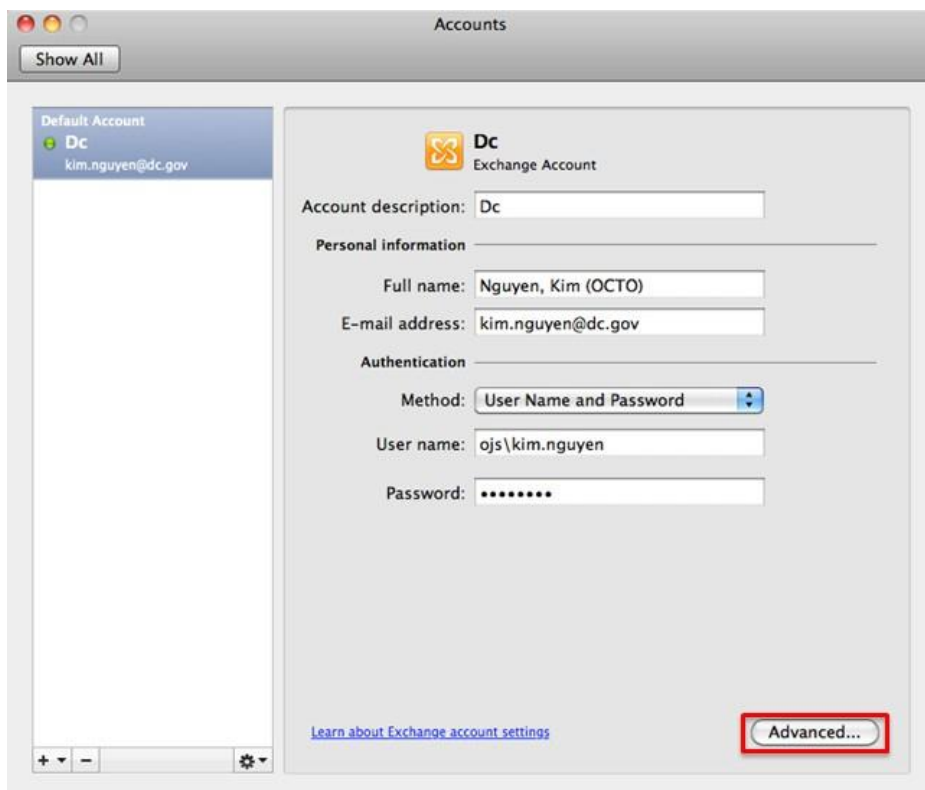 Accounts
Show All
Default Account
Dc
kim.nguyen@dc.gov
Dc
Exchange Account
Account description: Dc
Personal information
Full name: Nguyen, Kim (OCTO)
E-mail address: kim.nguyen@dc.gov
Authentication
Method: User Name and Password
User name: ojs\kim.nguyen
Password: ••••••••
Learn about Exchange account settings
Advanced...